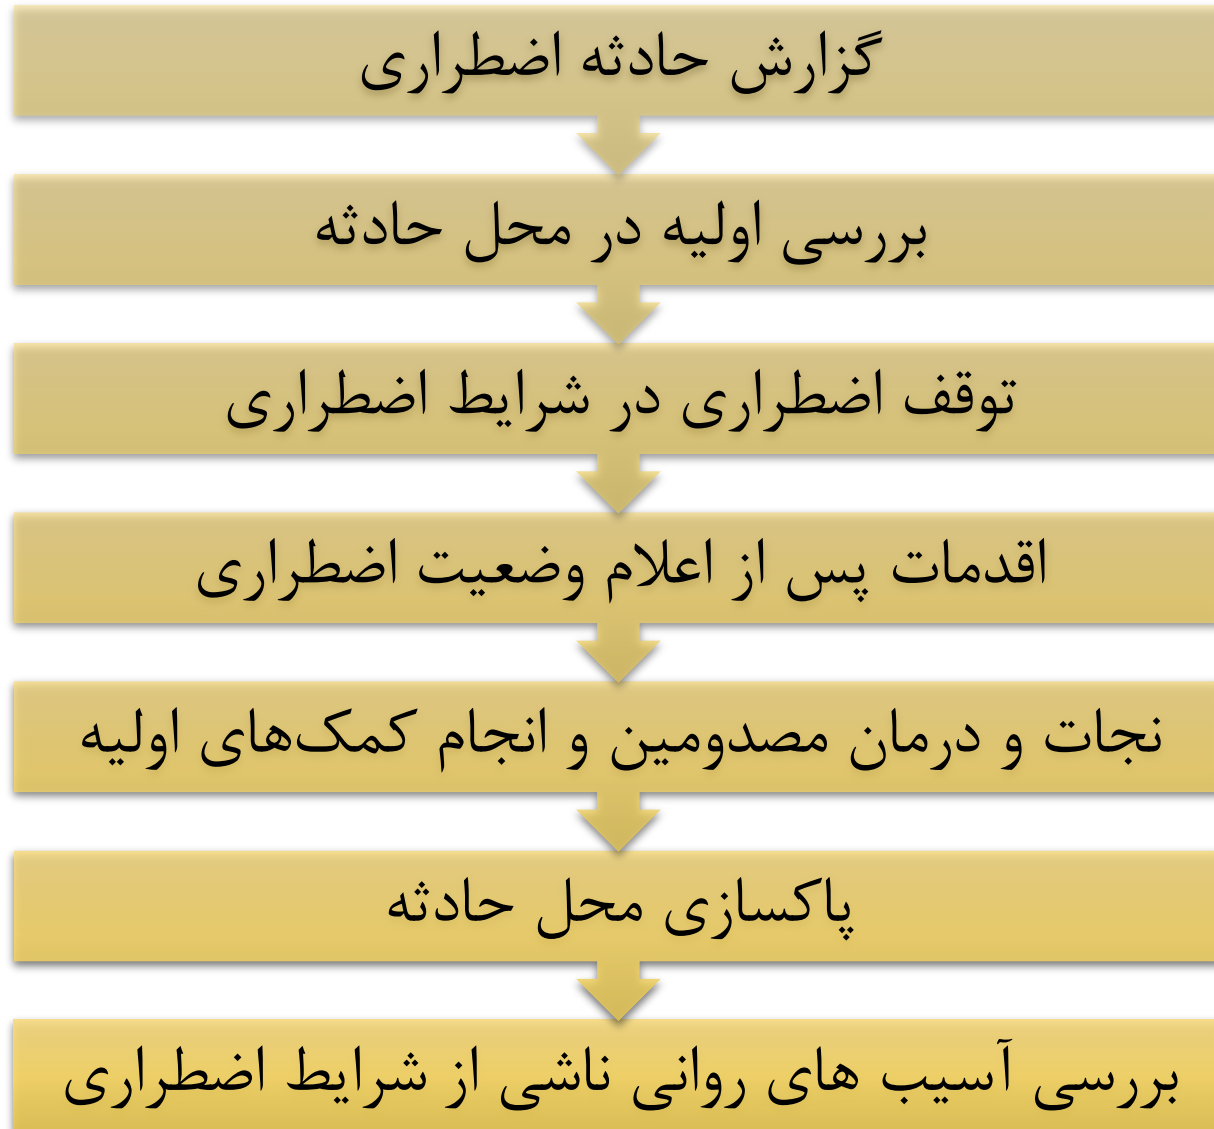 گزارش حادثه اضطراری
بررسی اولیه در محل حادثه
توقف اضطراری در شرایط اضطراری
اقدمات پس از اعلام وضعیت اضطراری
نجات و درمان مصدومین و انجام کمک‌های اولیه
پاکسازی محل حادثه
بررسی آسیب های روانی ناشی از شرایط اضطراری